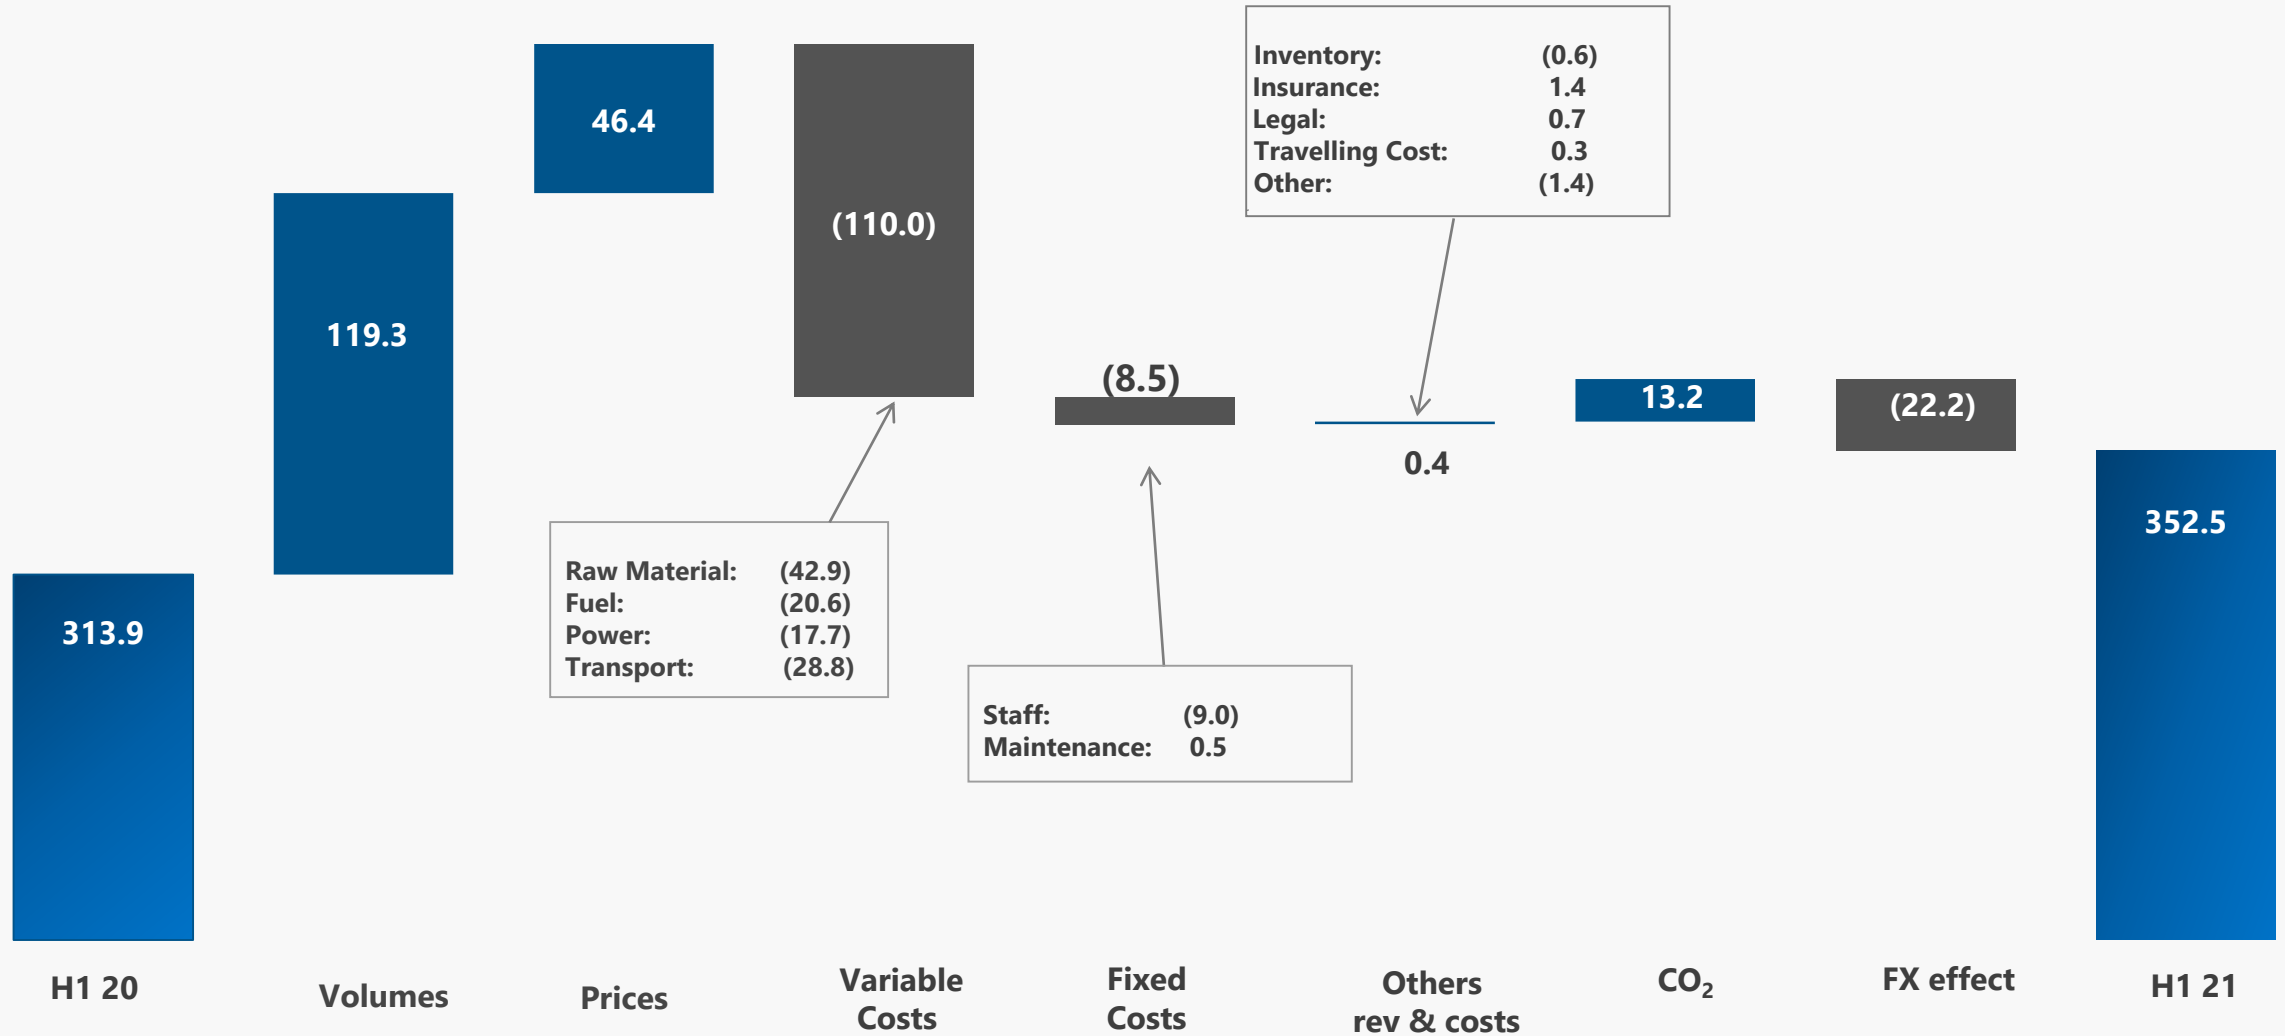 Inventory: (0.6)
Insurance: 1.4
Legal: 0.7
Travelling Cost: 0.3
Other: (1.4)
46.4
(110.0)
119.3
(8.5)
13.2
(22.2)
0.4
352.5
313.9
Raw Material: (42.9)
Fuel: (20.6)
Power: (17.7)
Transport: (28.8)
Staff: (9.0)
Maintenance: 0.5
H1 20
Volumes
Prices
Variable
Costs
Fixed
Costs
Others
rev & costs
CO₂
FX effect
H1 21